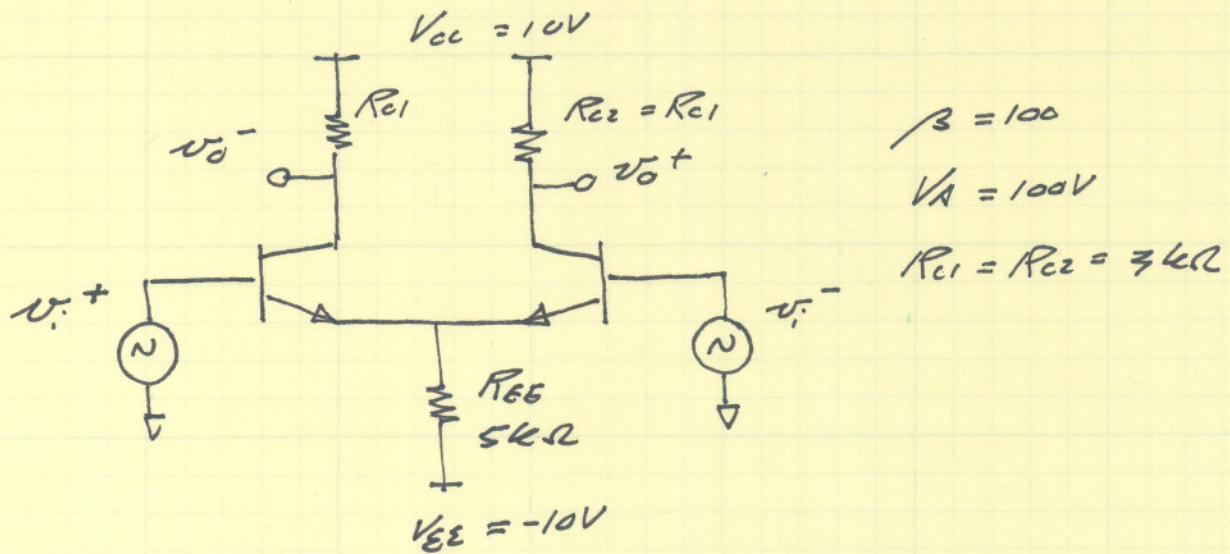 Vcc = 10V
Rc1
Rc2 = Rc1
vo-
vo+
β = 100
VA = 100V
Rc1 = Rc2 = 3kΩ
vi+
vi-
~
~
REE
5kΩ
VEE = -10V